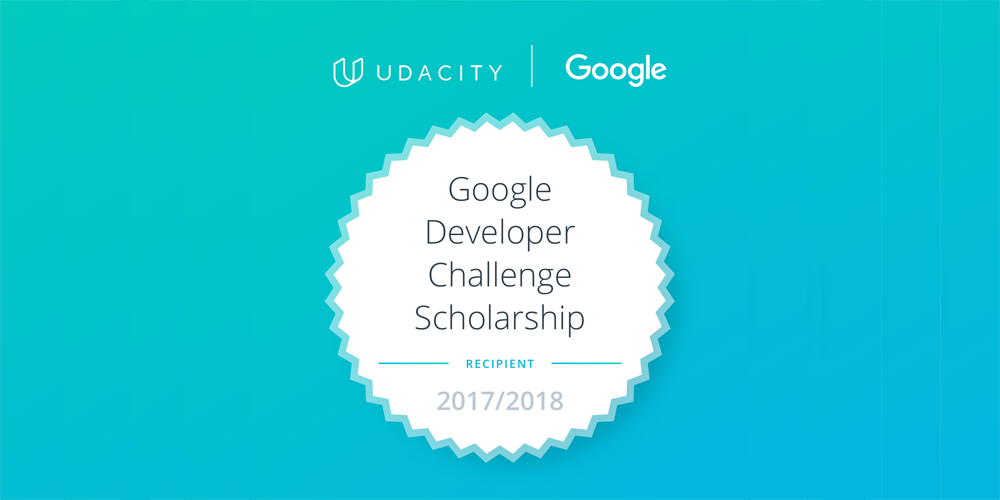 UDACITY | Google
Google
Developer
Challenge
Scholarship
RECIPIENT
2017/2018